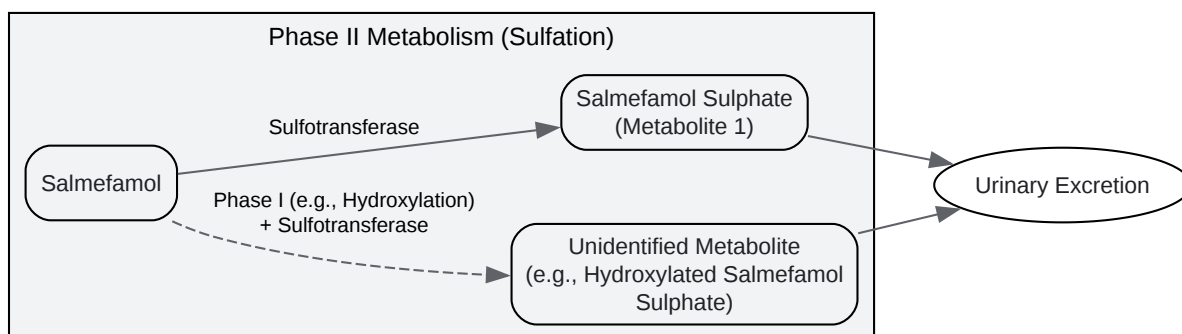 Phase II Metabolism (Sulfation)
Salmefamol Sulphate
(Metabolite 1)
Sulfotransferase
Salmefamol
Urinary Excretion
Phase I (e.g., Hydroxylation)
+ Sulfotransferase
Unidentified Metabolite
(e.g., Hydroxylated Salmefamol
Sulphate)